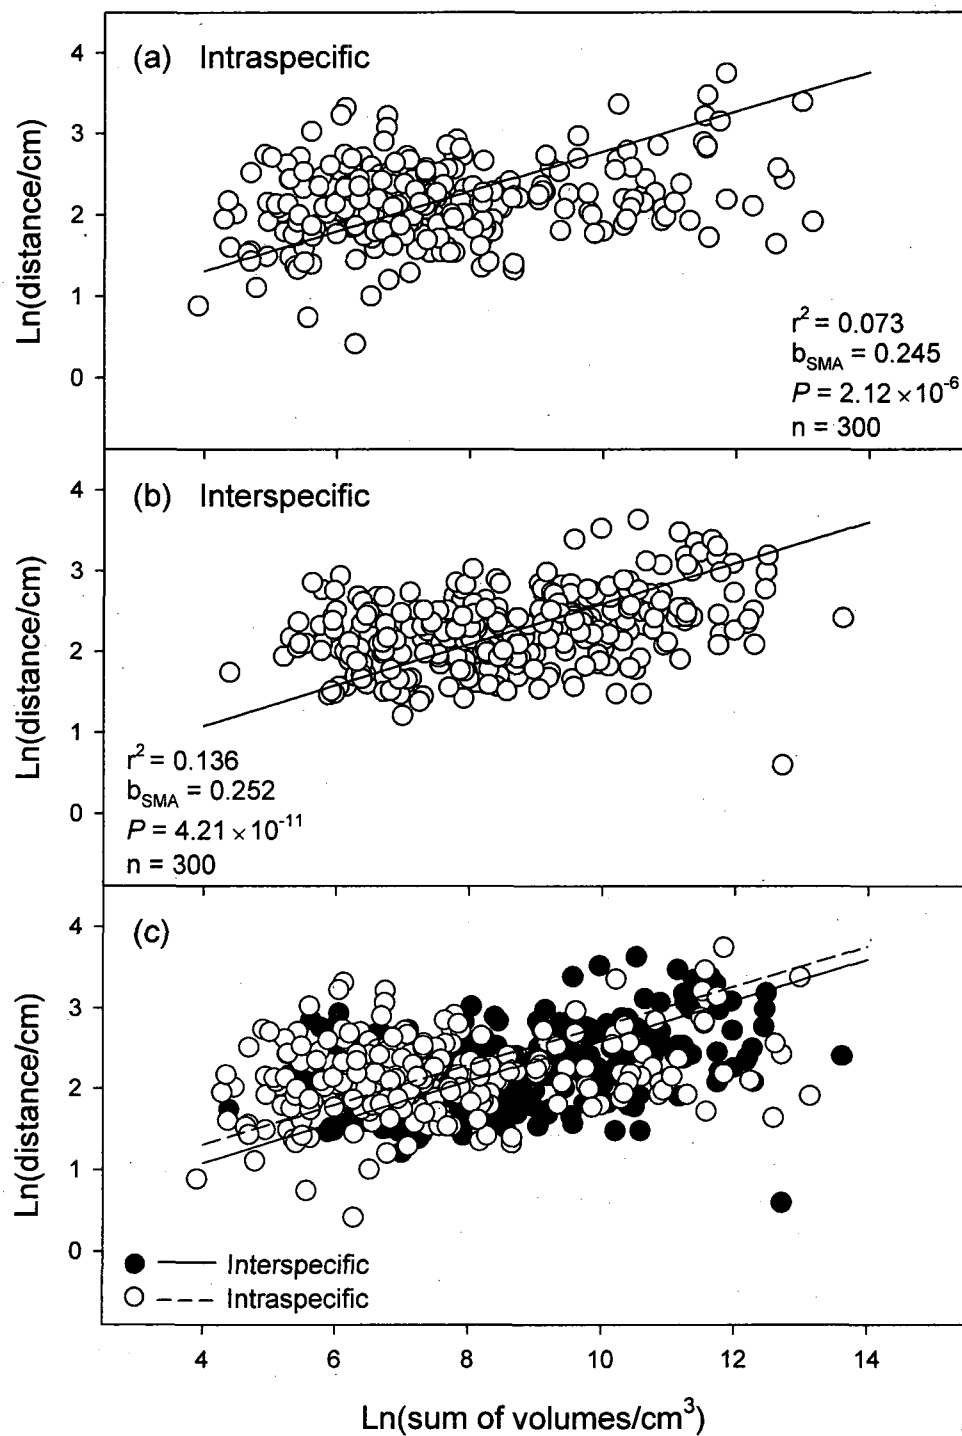 (a) Intraspecific
4
3
2
1
0
Ln(distance/cm)
r² = 0.073
b_SMA = 0.245
P = 2.12 ×10⁻⁶
n = 300
(b) Interspecific
4
3
2
1
0
Ln(distance/cm)
r² = 0.136
b_SMA = 0.252
P = 4.21 ×10⁻¹¹
n = 300
(c)
4
3
2
1
0
Ln(distance/cm)
Interspecific
Intraspecific
4 6 8 10 12 14
Ln(sum of volumes/cm³)